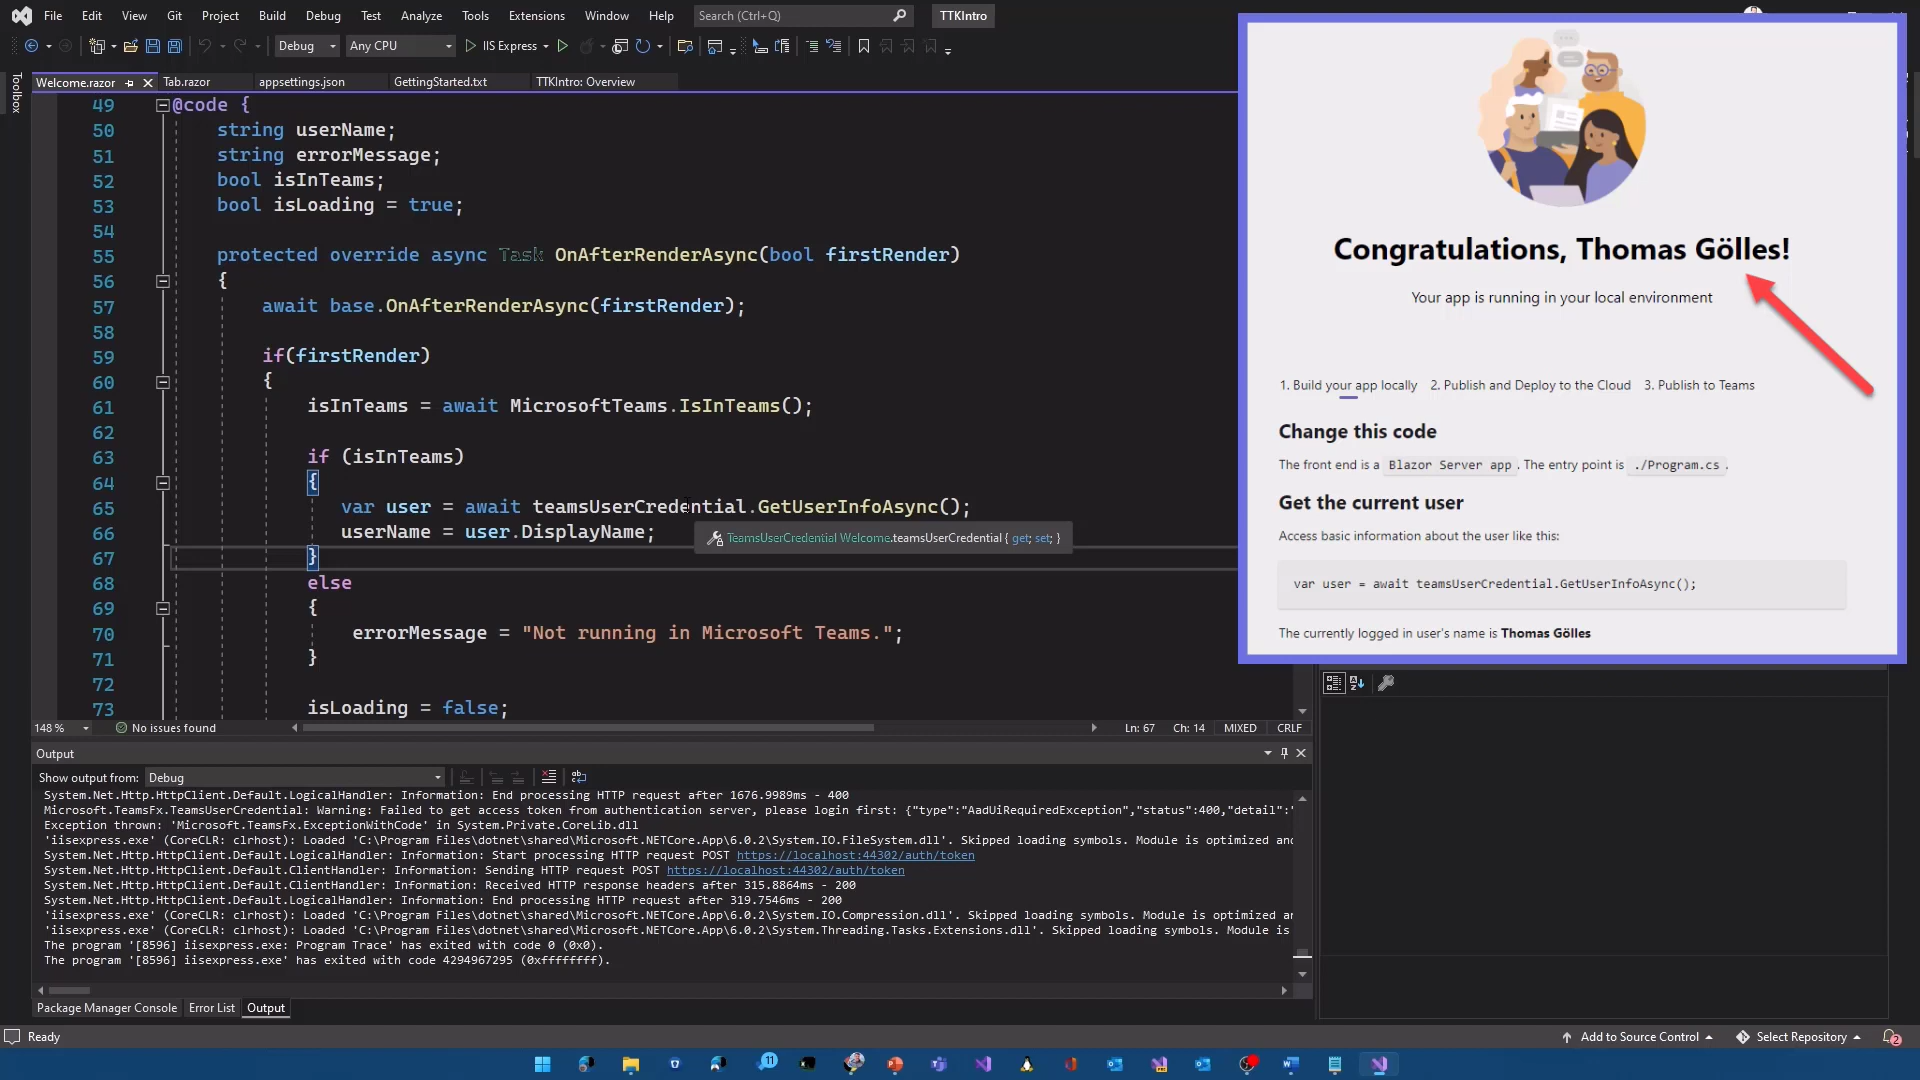 File Edit View Git Project Build Debug Test Analyze Tools Extensions Window Help Search (Ctrl+Q) TTKIntro
Debug Any CPU IIS Express
Toolbox
Welcome.razor Tab.razor appsettings.json GettingStarted.txt TTKIntro: Overview
49 @code {
50 string userName;
51 string errorMessage;
52 bool isInTeams;
53 bool isLoading = true;
54
55 protected override async Task OnAfterRenderAsync(bool firstRender)
56 {
57 await base.OnAfterRenderAsync(firstRender);
58
59 if(firstRender)
60 {
61 isInTeams = await MicrosoftTeams.IsInTeams();
62
63 if (isInTeams)
64 {
65 var user = await teamsUserCredential.GetUserInfoAsync();
66 userName = user.DisplayName;
TeamsUserCredential Welcome.teamsUserCredential { get; set; }
67 }
68 else
69 {
70 errorMessage = "Not running in Microsoft Teams.";
71 }
72
73 isLoading = false;
148 % No issues found Ln: 67 Ch: 14 MIXED CRLF
Congratulations, Thomas Gölles!
Your app is running in your local environment
1. Build your app locally 2. Publish and Deploy to the Cloud 3. Publish to Teams
Change this code
The front end is a Blazor Server app. The entry point is ./Program.cs.
Get the current user
Access basic information about the user like this:
var user = await teamsUserCredential.GetUserInfoAsync();
The currently logged in user's name is Thomas Gölles
Output
Show output from: Debug
System.Net.Http.HttpClient.Default.LogicalHandler: Information: End processing HTTP request after 1676.9989ms - 400
Microsoft.TeamsFx.TeamsUserCredential: Warning: Failed to get access token from authentication server, please login first: {"type":"AadUiRequiredException","status":400,"detail":"
Exception thrown: 'Microsoft.TeamsFx.ExceptionWithCode' in System.Private.CoreLib.dll
'iisexpress.exe' (CoreCLR: clrhost): Loaded 'C:\Program Files\dotnet\shared\Microsoft.NETCore.App\6.0.2\System.IO.FileSystem.dll'. Skipped loading symbols. Module is optimized and
System.Net.Http.HttpClient.Default.LogicalHandler: Information: Start processing HTTP request POST https://localhost:44302/auth/token
System.Net.Http.HttpClient.Default.ClientHandler: Information: Sending HTTP request POST https://localhost:44302/auth/token
System.Net.Http.HttpClient.Default.ClientHandler: Information: Received HTTP response headers after 315.8864ms - 200
System.Net.Http.HttpClient.Default.LogicalHandler: Information: End processing HTTP request after 319.7546ms - 200
'iisexpress.exe' (CoreCLR: clrhost): Loaded 'C:\Program Files\dotnet\shared\Microsoft.NETCore.App\6.0.2\System.IO.Compression.dll'. Skipped loading symbols. Module is optimized
'iisexpress.exe' (CoreCLR: clrhost): Loaded 'C:\Program Files\dotnet\shared\Microsoft.NETCore.App\6.0.2\System.Threading.Tasks.Extensions.dll'. Skipped loading symbols. Module is
The program '[8596] iisexpress.exe: Program Trace' has exited with code 0 (0x0).
The program '[8596] iisexpress.exe' has exited with code 4294967295 (0xffffffff).
Package Manager Console Error List Output
Ready Add to Source Control Select Repository 2
11